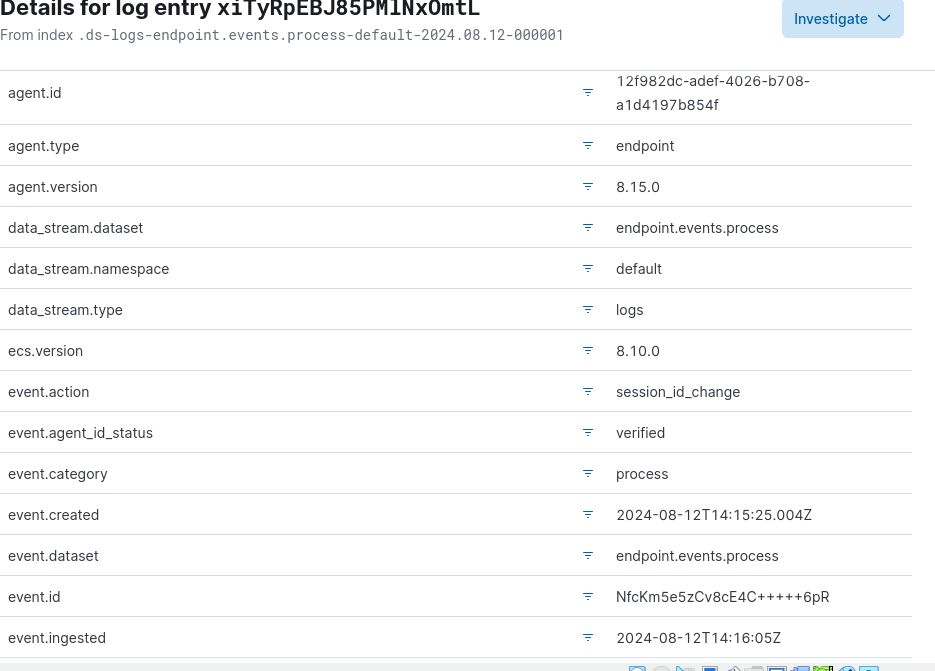 Details for log entry xiTyRpEBJ85PM1NxOmtL
Investigate
From index .ds-logs-endpoint.events.process-default-2024.08.12-000001
agent.id 12f982dc-adef-4026-b708-
a1d4197b854f
agent.type endpoint
agent.version 8.15.0
data_stream.dataset endpoint.events.process
data_stream.namespace default
data_stream.type logs
ecs.version 8.10.0
event.action session_id_change
event.agent_id_status verified
event.category process
event.created 2024-08-12T14:15:25.004Z
event.dataset endpoint.events.process
event.id NfcKm5e5zCv8cE4C+++++6pR
event.ingested 2024-08-12T14:16:05Z